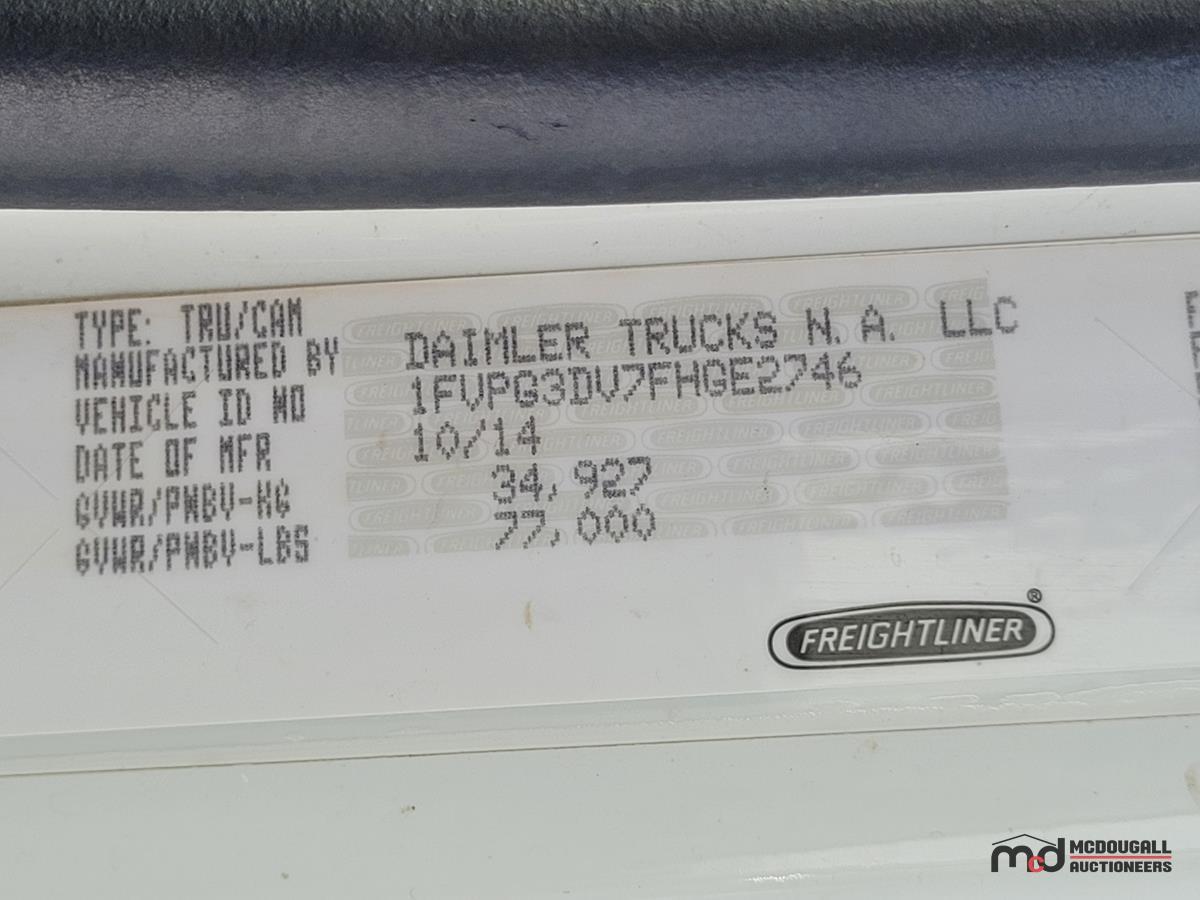 TYPE: TRU/CAM
MANUFACTURED BY DAIMLER TRUCKS N.A. LLC
VEHICLE ID NO 1FVPG3DV7FHGE2746
DATE OF MFR 10/14
GVWR/PNBV-KG 34,927
GVWR/PNBV-LBS 77,000
FREIGHTLINER®
mcd MCDOUGALL
AUCTIONEERS